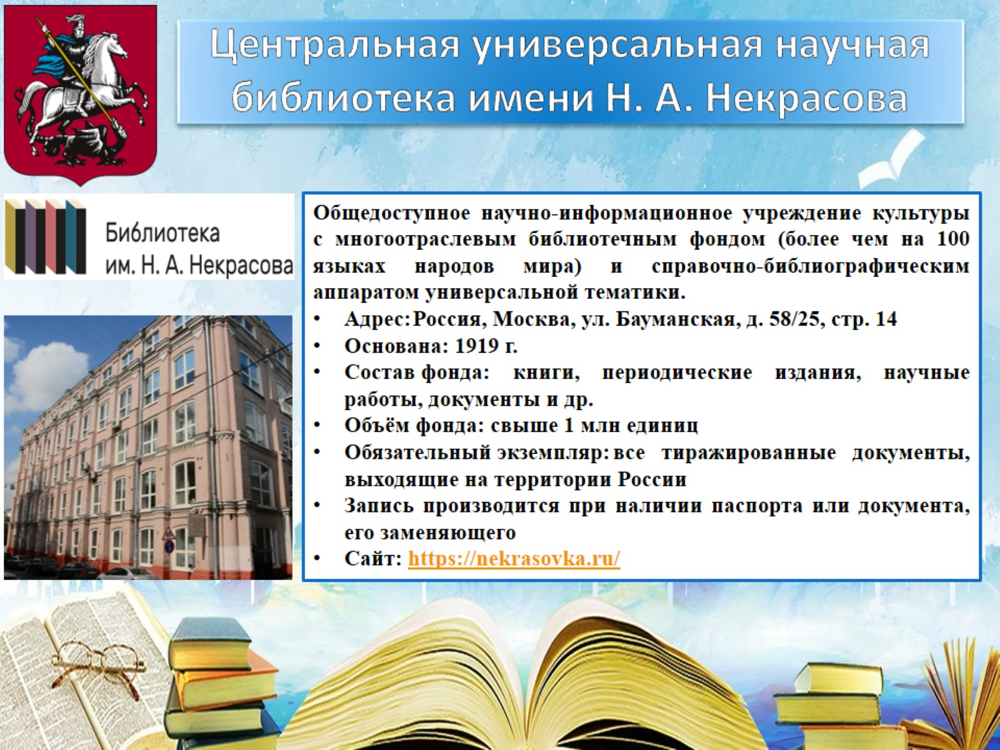 Центральная универсальная научная
библиотека имени Н. А. Некрасова
Библиотека
им. Н. А. Некрасова
Общедоступное научно-информационное учреждение культуры
с многоотраслевым библиотечным фондом (более чем на 100
языках народов мира) и справочно-библиографическим
аппаратом универсальной тематики.
• Адрес: Россия, Москва, ул. Бауманская, д. 58/25, стр. 14
• Основана: 1919 г.
• Состав фонда: книги, периодические издания, научные
работы, документы и др.
• Объём фонда: свыше 1 млн единиц
• Обязательный экземпляр: все тиражированные документы,
выходящие на территории России
• Запись производится при наличии паспорта или документа,
его заменяющего
• Сайт: https://nekrasovka.ru/